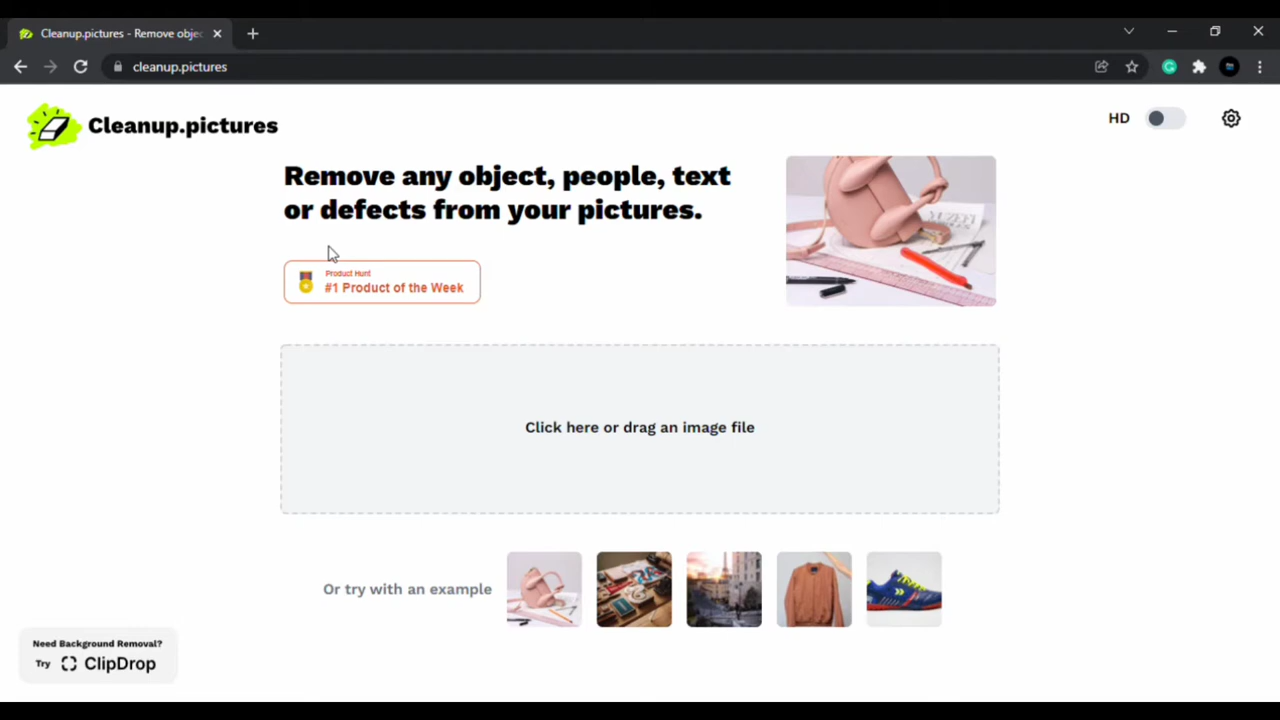 Cleanup.pictures - Remove obje
cleanup.pictures
Cleanup.pictures
HD
Remove any object, people, text
or defects from your pictures.
Product Hunt
#1 Product of the Week
Click here or drag an image file
Or try with an example
Need Background Removal?
Try ClipDrop